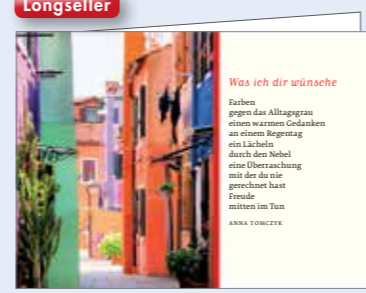 Longseller
Was ich dir wünsche
Farben
gegen das Alltagsgrau
einen warmen Gedanken
an einem Regentag
ein Lächeln
durch den Nebel
eine Überraschung
mit der du nie
gerechnet hast
Freude
mitten im Tun
ANNA TOMCZYK